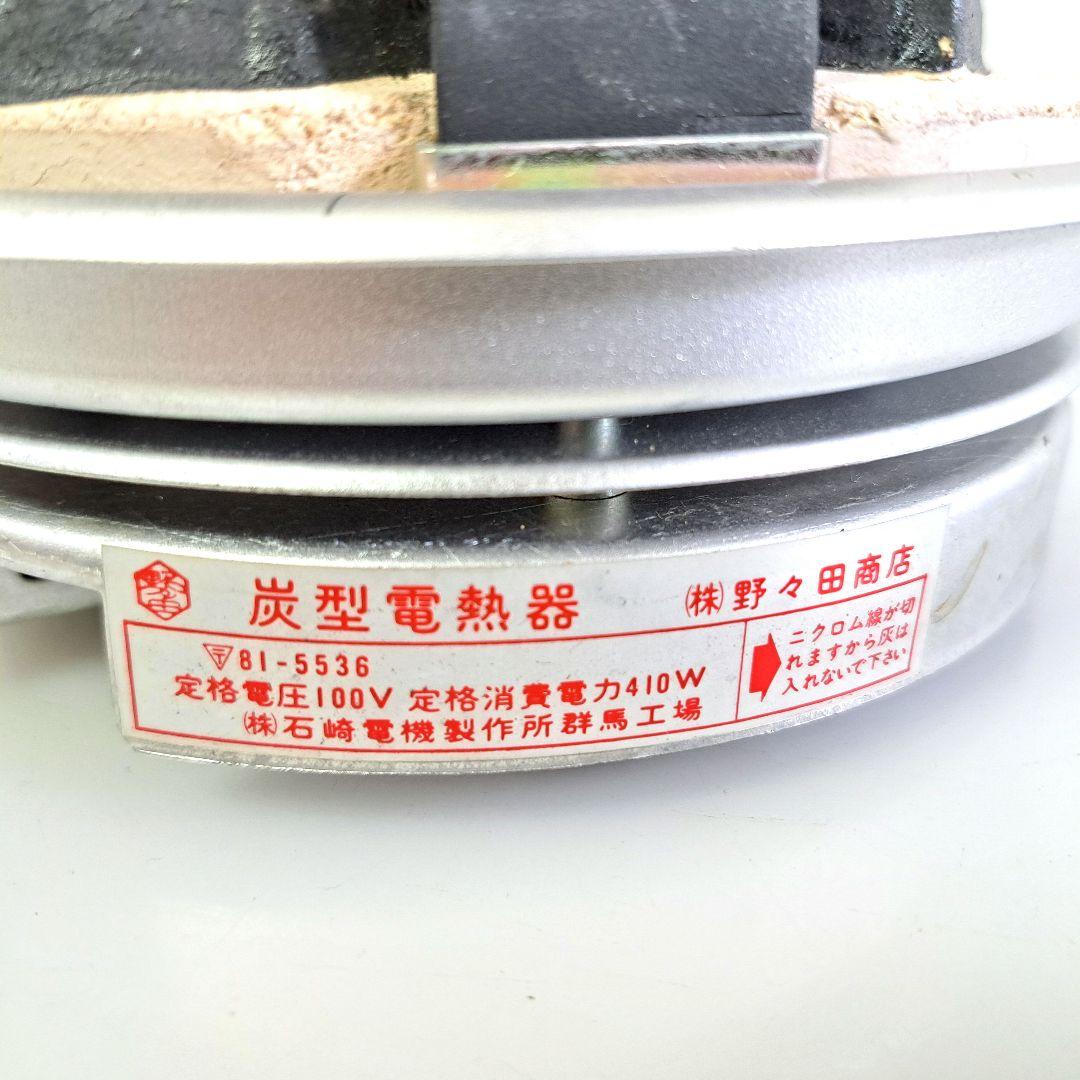 炭型電熱器 ㈱野々田商店
〒81-5536
定格電圧100V 定格消費電力410W
㈱石崎電機製作所群馬工場
ニクロム線が切
れますから灰は
入れないで下さい